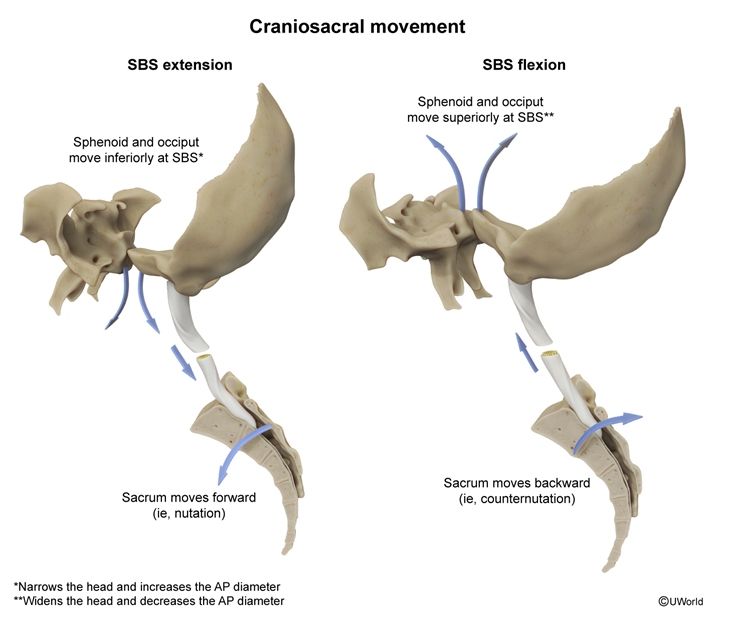 Craniosacral movement
SBS extension
SBS flexion
Sphenoid and occiput
move inferiorly at SBS*
Sphenoid and occiput
move superiorly at SBS**
Sacrum moves forward
(ie, nutation)
Sacrum moves backward
(ie, counternutation)
*Narrows the head and increases the AP diameter
**Widens the head and decreases the AP diameter
©UWorld